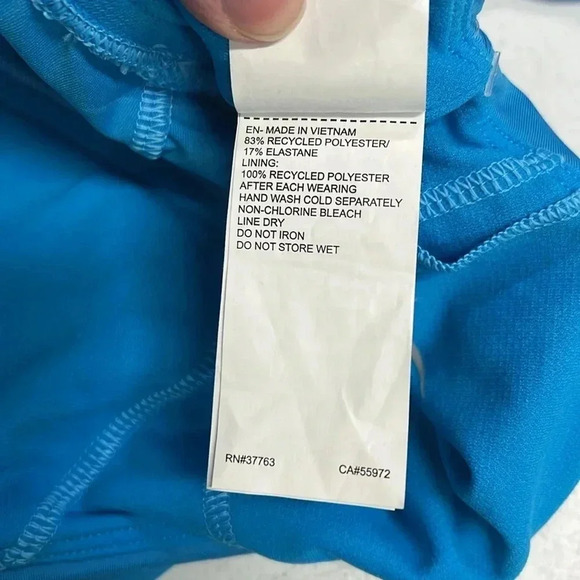 EN- MADE IN VIETNAM
83% RECYCLED POLYESTER/
17% ELASTANE
LINING:
100% RECYCLED POLYESTER
AFTER EACH WEARING
HAND WASH COLD SEPARATELY
NON-CHLORINE BLEACH
LINE DRY
DO NOT IRON
DO NOT STORE WET
RN#37763 CA#55972